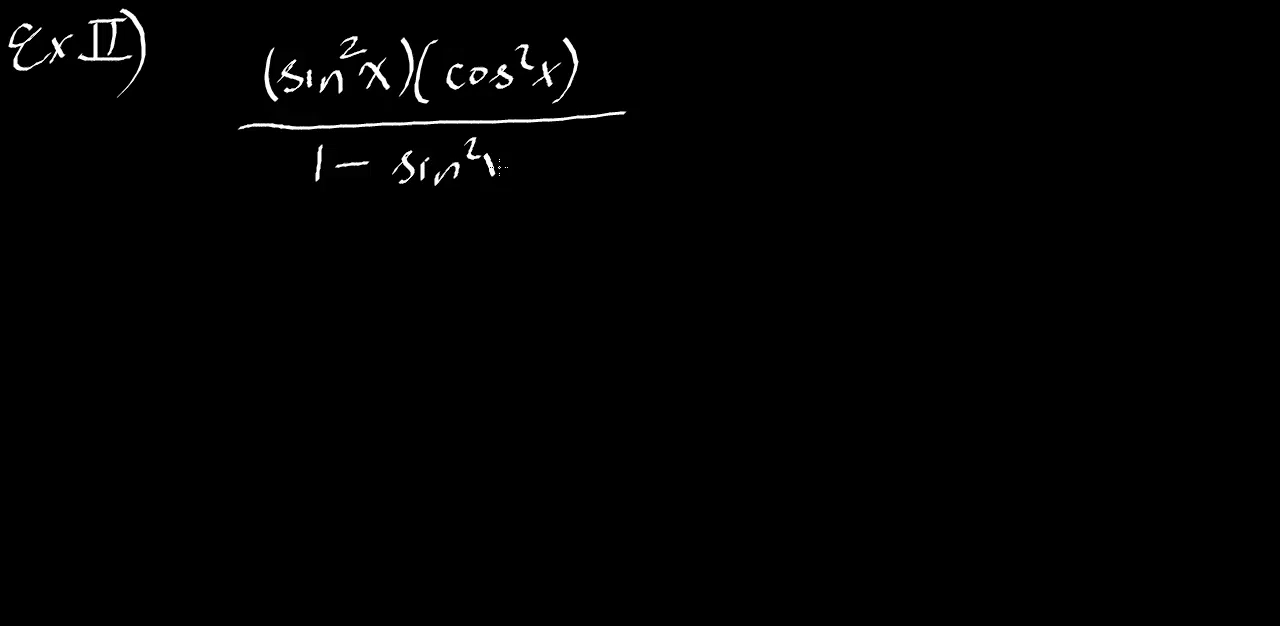 Ex II)
(sin²x)(cos²x)
1 - sin²